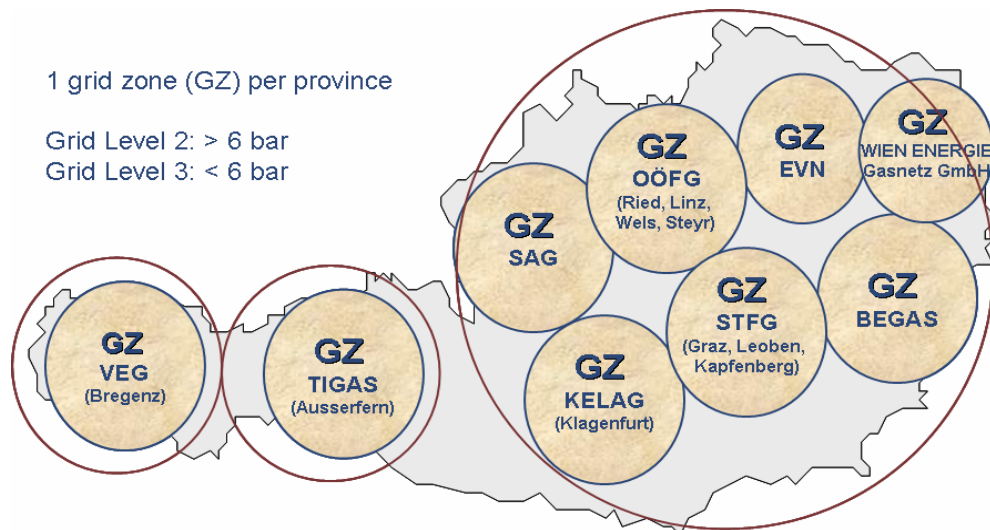 1 grid zone (GZ) per province
Grid Level 2: > 6 bar
Grid Level 3: < 6 bar
GZ
VEG
(Bregenz)
GZ
TIGAS
(Ausserfern)
GZ
SAG
GZ
OÖFG
(Ried, Linz,
Wels, Steyr)
GZ
EVN
GZ
WIEN ENERGIE
Gasnetz GmbH
GZ
KELAG
(Klagenfurt)
GZ
STFG
(Graz, Leoben,
Kapfenberg)
GZ
BEGAS